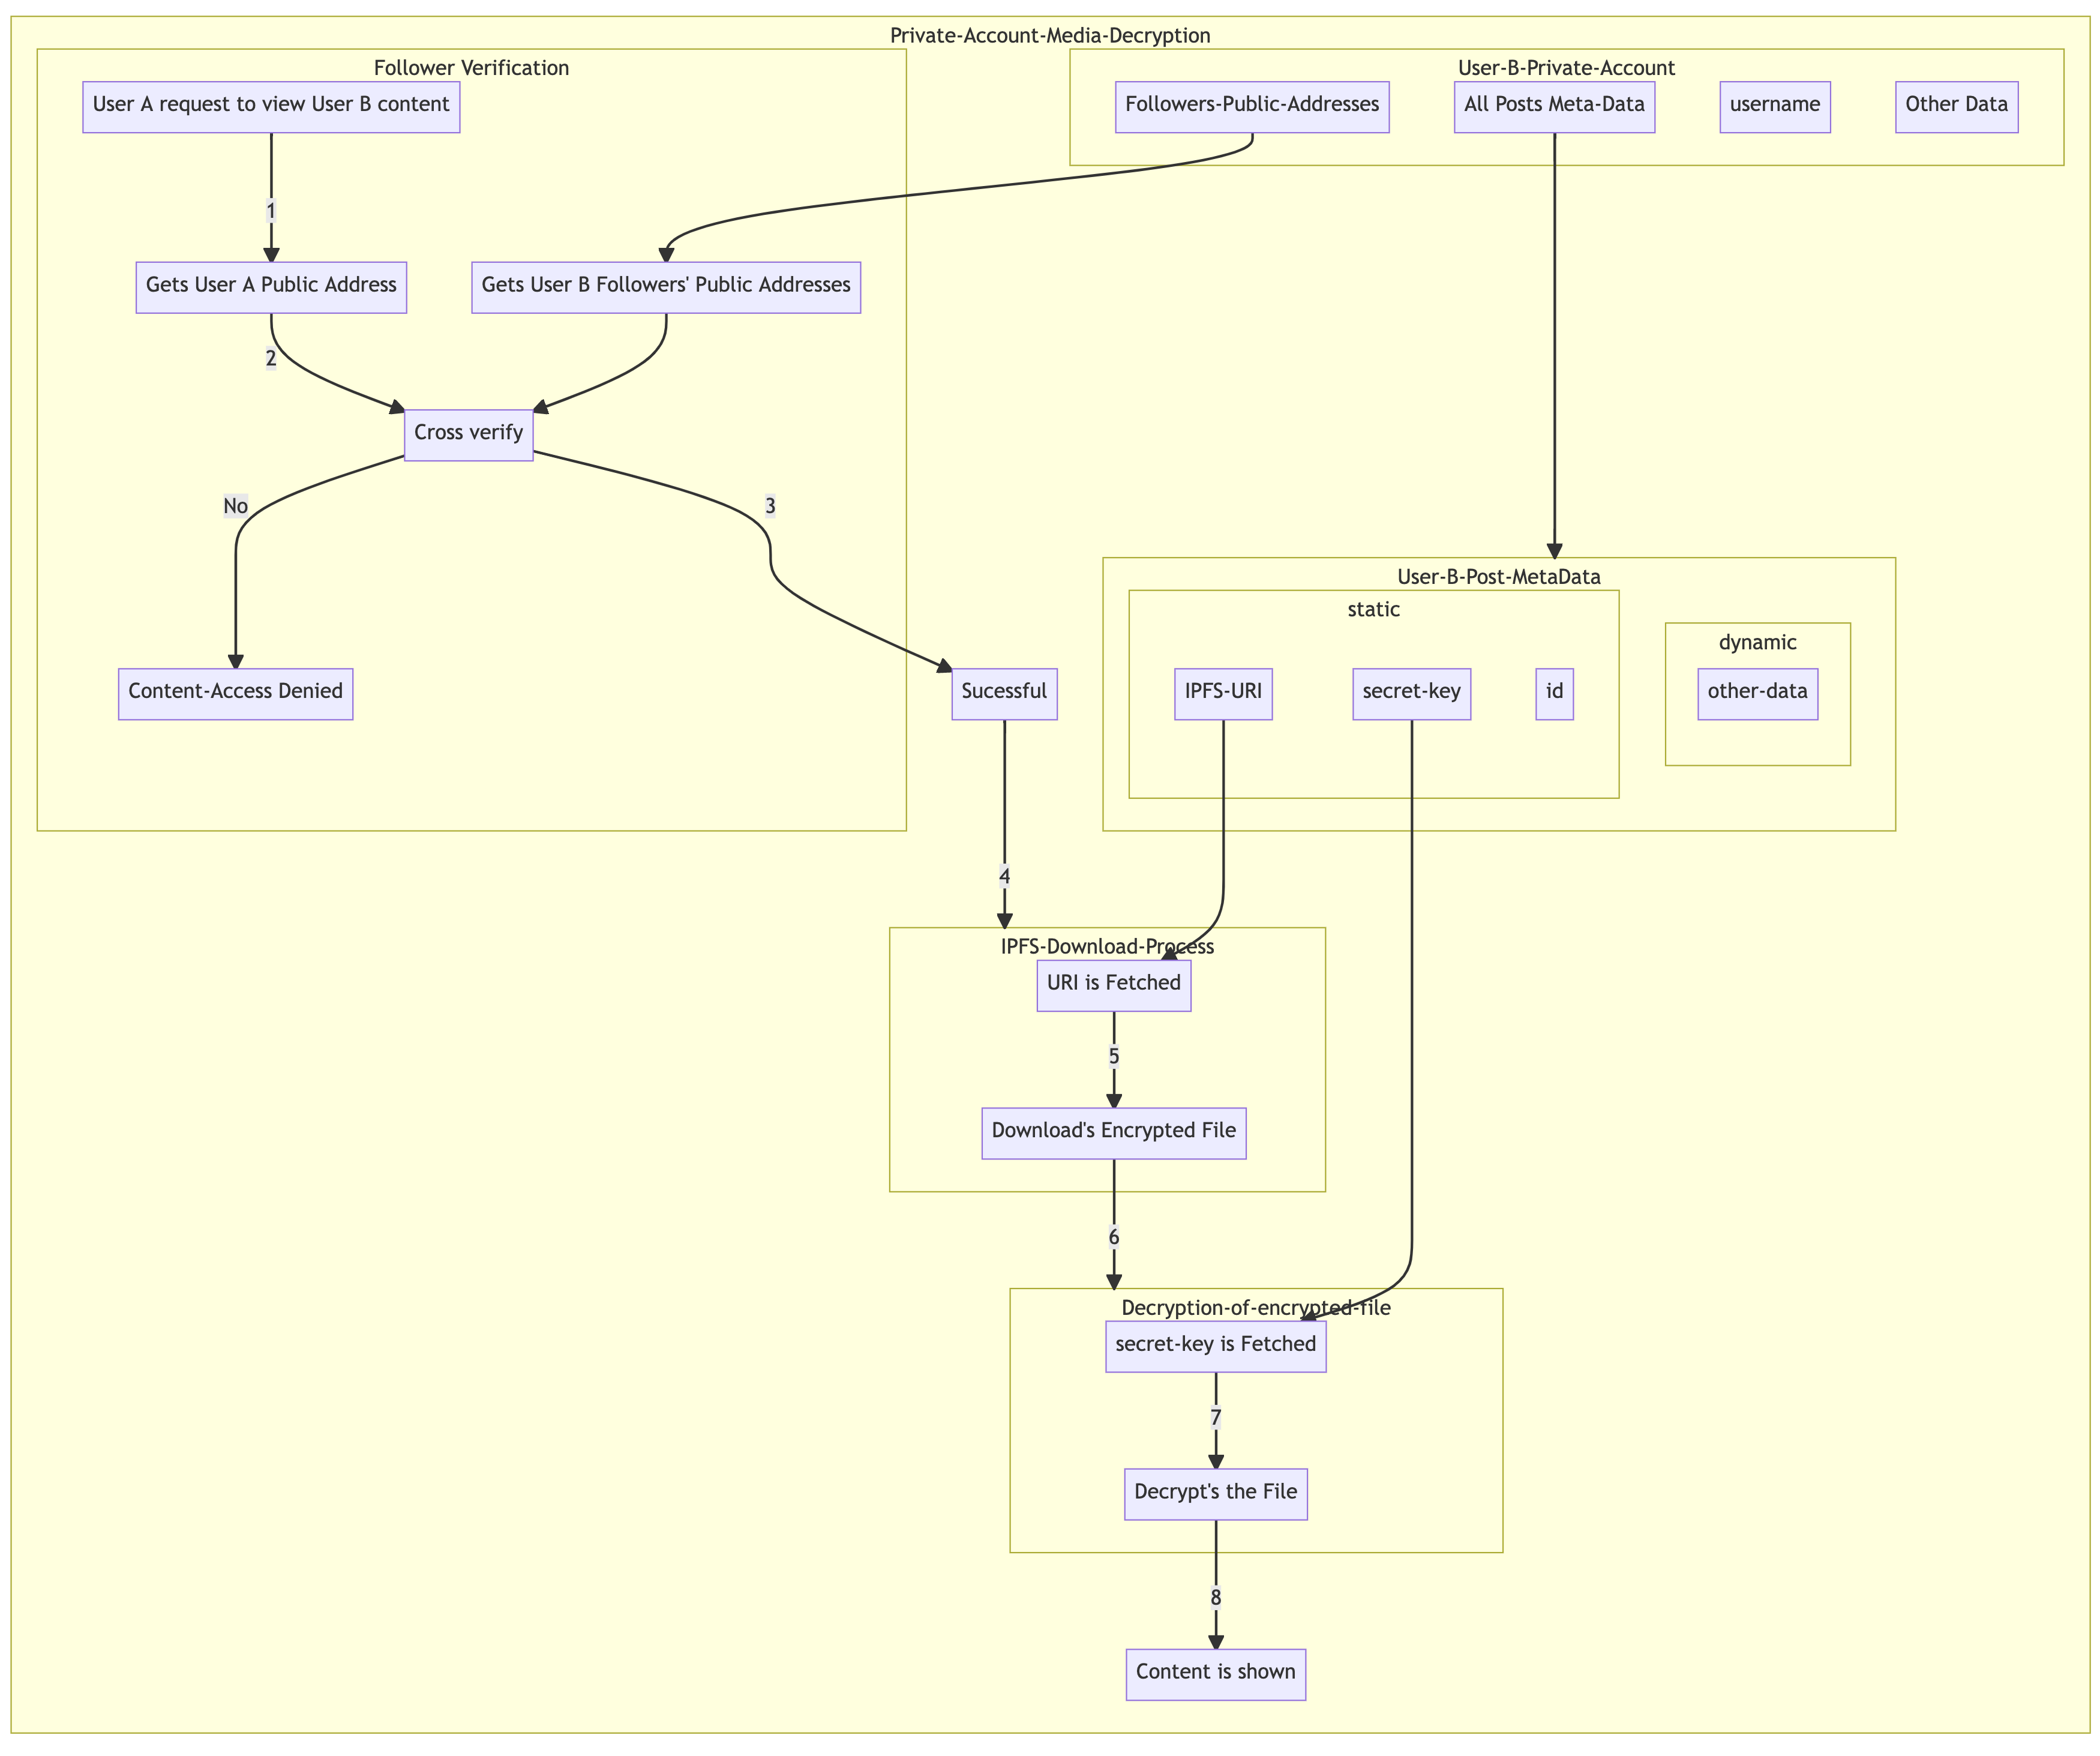 Private-Account-Media-Decryption
Follower Verification
User-B-Private-Account
User A request to view User B content
Followers-Public-Addresses
All Posts Meta-Data
username
Other Data
1
Gets User A Public Address
Gets User B Followers' Public Addresses
2
Cross verify
No
3
User-B-Post-MetaData
static
dynamic
Content-Access Denied
Sucessful
IPFS-URI
secret-key
id
other-data
4
IPFS-Download-Process
URI is Fetched
5
Download's Encrypted File
6
Decryption-of-encrypted-file
secret-key is Fetched
7
Decrypt's the File
8
Content is shown